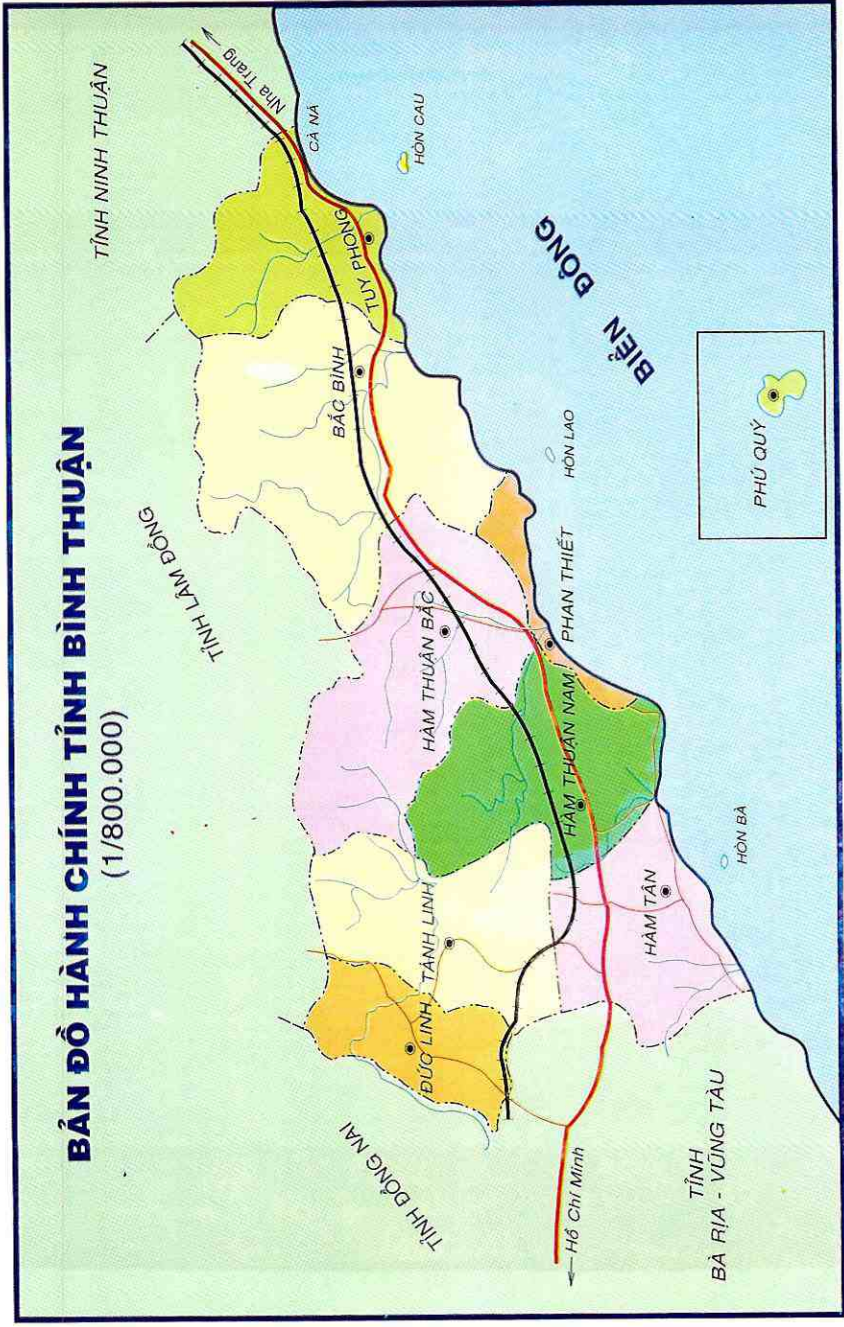 BẢN ĐỒ HÀNH CHÍNH TỈNH BÌNH THUẬN
(1/800.000)
TỈNH NINH THUẬN
Nha Trang
CÀ NÁ
HÒN CAU
TUY PHONG
BẮC BÌNH
TỈNH LÂM ĐỒNG
BIỂN ĐÔNG
HÀM THUẬN BẮC
PHAN THIẾT
HÒN LAO
PHÚ QUÝ
HÀM THUẬN NAM
TÁNH LINH
ĐỨC LINH
HÀM TÂN
HÒN BÀ
TỈNH ĐỒNG NAI
Hồ Chí Minh
TỈNH
BÀ RỊA - VŨNG TÀU